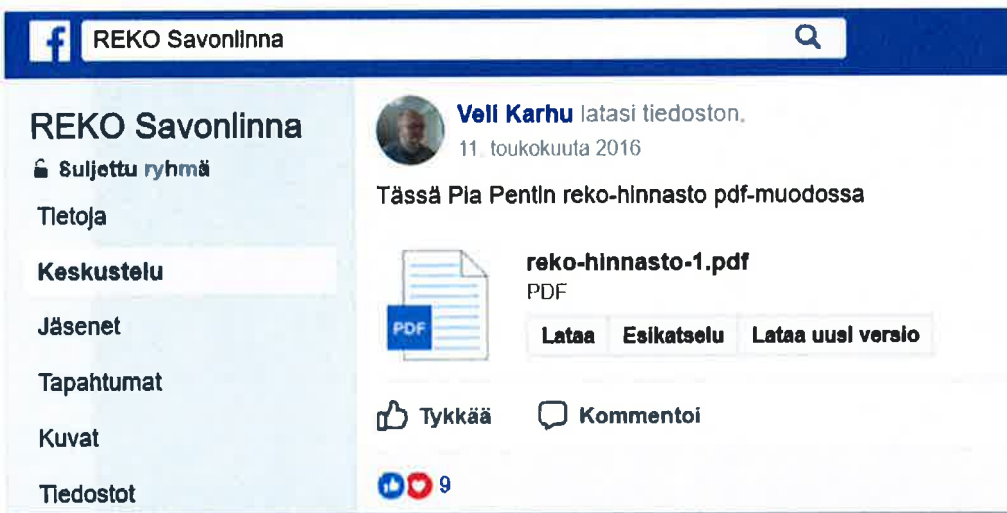 f REKO Savonlinna
REKO Savonlinna
Suljettu ryhmä
Tietoja
Keskustelu
Jäsenet
Tapahtumat
Kuvat
Tiedostot
Veli Karhu latasi tiedoston.
11. toukokuuta 2016
Tässä Pia Pentin reko-hinnasto pdf-muodossa
PDF
reko-hinnasto-1.pdf
PDF
Lataa Esikatselu Lataa uusi versio
Tykkää Kommentoi
9